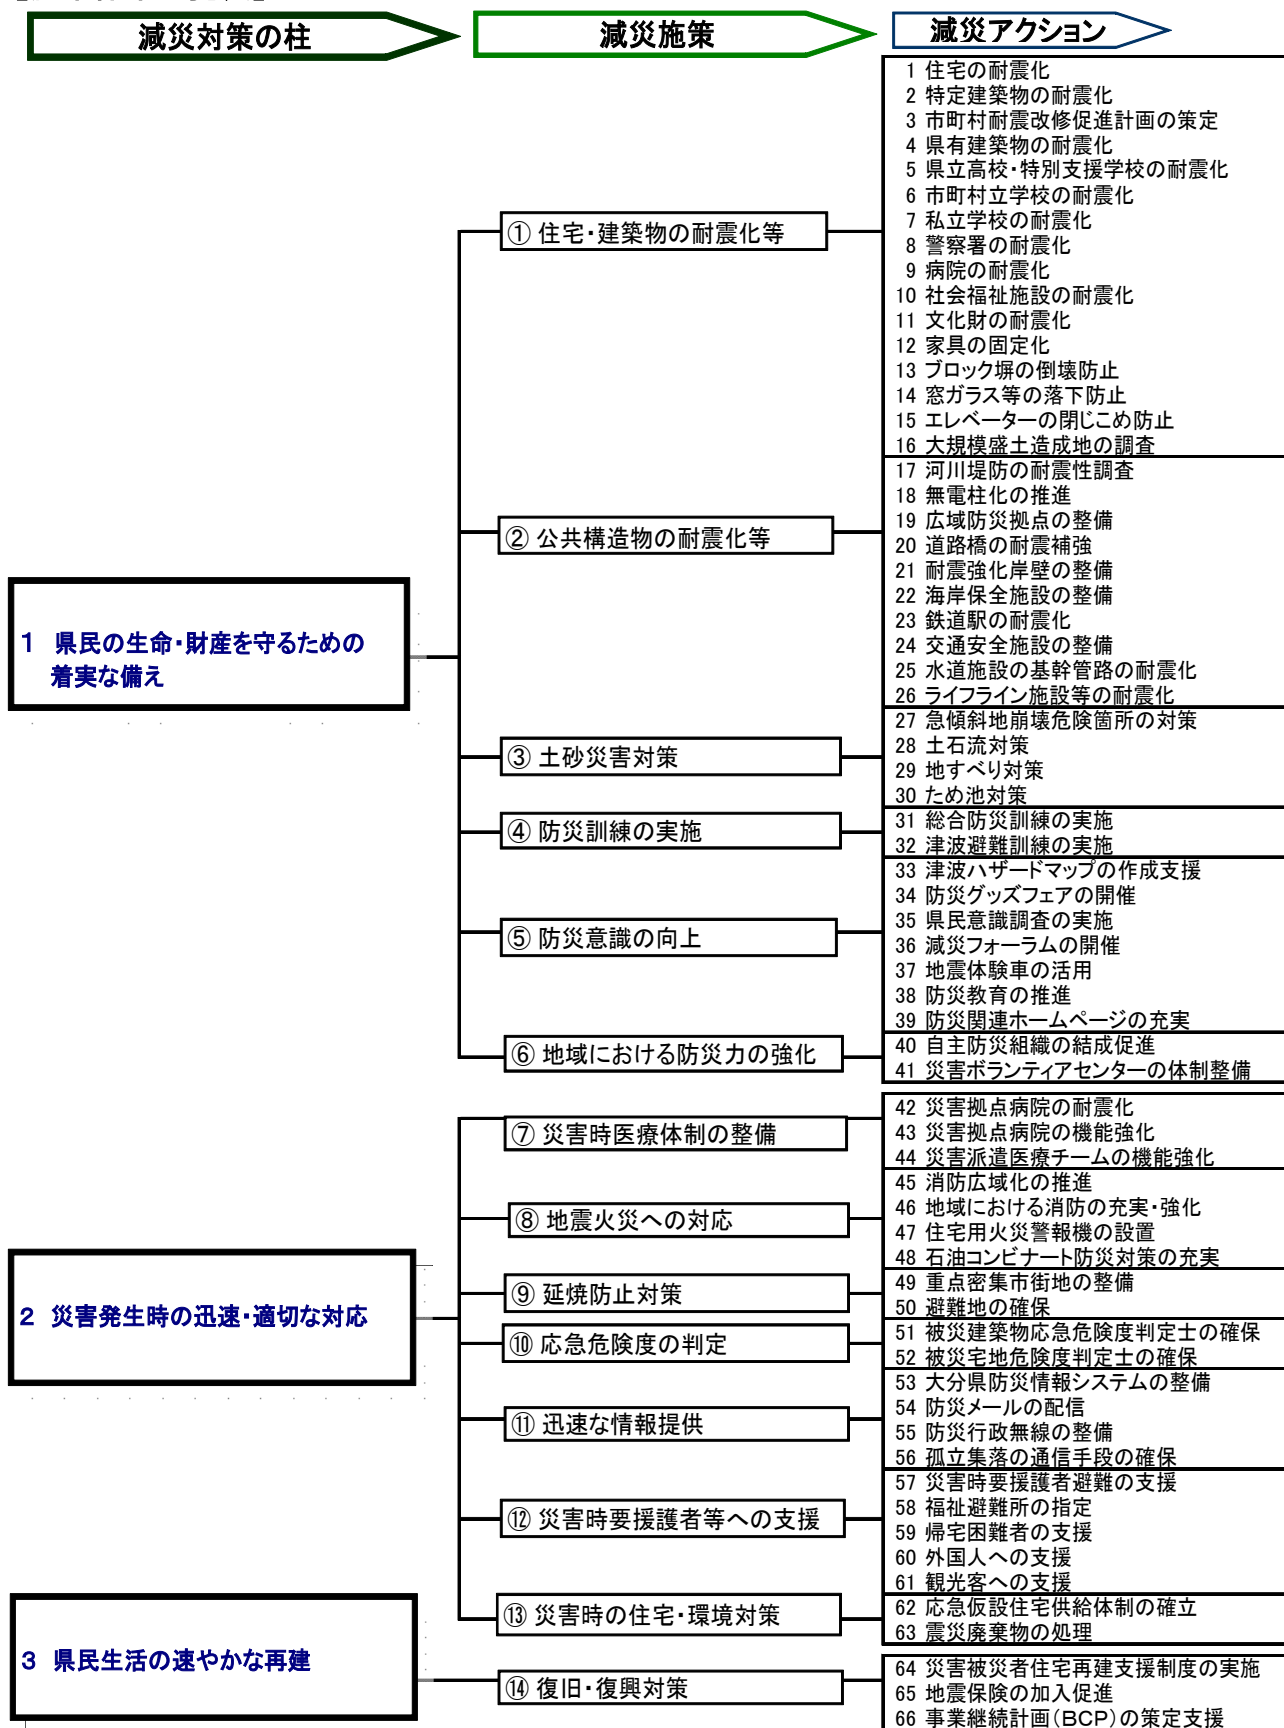 減災対策の柱
減災施策
減災アクション
1 県民の生命・財産を守るための
着実な備え
① 住宅・建築物の耐震化等
1 住宅の耐震化
2 特定建築物の耐震化
3 市町村耐震改修促進計画の策定
4 県有建築物の耐震化
5 県立高校・特別支援学校の耐震化
6 市町村立学校の耐震化
7 私立学校の耐震化
8 警察署の耐震化
9 病院の耐震化
10 社会福祉施設の耐震化
11 文化財の耐震化
12 家具の固定化
13 ブロック塀の倒壊防止
14 窓ガラス等の落下防止
15 エレベーターの閉じこめ防止
16 大規模盛土造成地の調査
② 公共構造物の耐震化等
17 河川堤防の耐震性調査
18 無電柱化の推進
19 広域防災拠点の整備
20 道路橋の耐震補強
21 耐震強化岸壁の整備
22 海岸保全施設の整備
23 鉄道駅の耐震化
24 交通安全施設の整備
25 水道施設の基幹管路の耐震化
26 ライフライン施設等の耐震化
③ 土砂災害対策
27 急傾斜地崩壊危険箇所の対策
28 土石流対策
29 地すべり対策
30 ため池対策
④ 防災訓練の実施
31 総合防災訓練の実施
32 津波避難訓練の実施
⑤ 防災意識の向上
33 津波ハザードマップの作成支援
34 防災グッズフェアの開催
35 県民意識調査の実施
36 減災フォーラムの開催
37 地震体験車の活用
38 防災教育の推進
39 防災関連ホームページの充実
⑥ 地域における防災力の強化
40 自主防災組織の結成促進
41 災害ボランティアセンターの体制整備
2 災害発生時の迅速・適切な対応
⑦ 災害時医療体制の整備
42 災害拠点病院の耐震化
43 災害拠点病院の機能強化
44 災害派遣医療チームの機能強化
⑧ 地震火災への対応
45 消防広域化の推進
46 地域における消防の充実・強化
47 住宅用火災警報機の設置
48 石油コンビナート防災対策の充実
⑨ 延焼防止対策
49 重点密集市街地の整備
50 避難地の確保
⑩ 応急危険度の判定
51 被災建築物応急危険度判定士の確保
52 被災宅地危険度判定士の確保
⑪ 迅速な情報提供
53 大分県防災情報システムの整備
54 防災メールの配信
55 防災行政無線の整備
56 孤立集落の通信手段の確保
⑫ 災害時要援護者等への支援
57 災害時要援護者避難の支援
58 福祉避難所の指定
59 帰宅困難者の支援
60 外国人への支援
61 観光客への支援
⑬ 災害時の住宅・環境対策
62 応急仮設住宅供給体制の確立
63 震災廃棄物の処理
3 県民生活の速やかな再建
⑭ 復旧・復興対策
64 災害被災者住宅再建支援制度の実施
65 地震保険の加入促進
66 事業継続計画(BCP)の策定支援